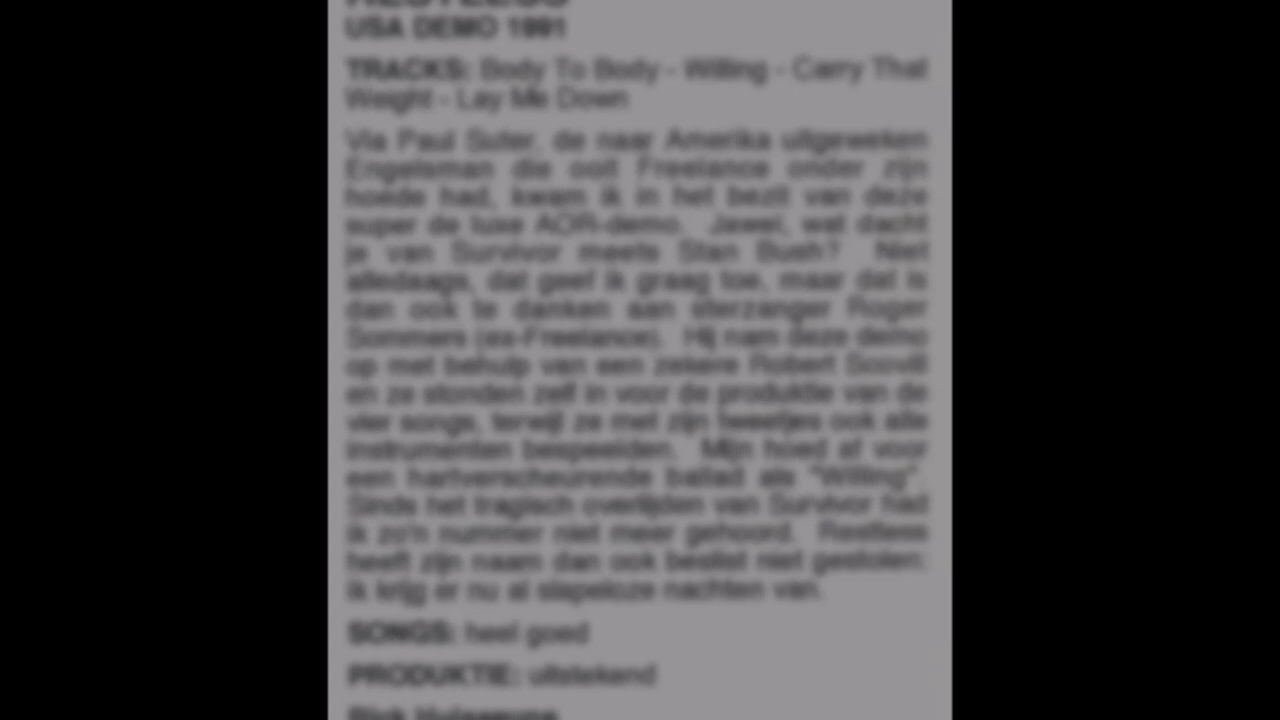 RESTLESS
USA DEMO 1991
TRACKS: Body To Body - Willing - Carry That
Weight - Lay Me Down
Via Paul Suter, de naar Amerika uitgeweken
Engelsman die ooit Freelance onder zijn
hoede had, kwam ik in het bezit van deze
super de luxe AOR-demo. Jawel, wat dacht
je van Survivor meets Stan Bush? Niet
alledaags, dat geef ik graag toe, maar dat is
dan ook te danken aan sterzanger Roger
Sommers (ex-Freelance). Hij nam deze demo
op met behulp van een zekere Robert Scovill
en ze stonden zelf in voor de produktie van de
vier songs, terwijl ze met zijn tweetjes ook alle
instrumenten bespeelden. Mijn hoed af voor
een hartverscheurende ballad als "Willing".
Sinds het tragisch overlijden van Survivor had
ik zo'n nummer niet meer gehoord. Restless
heeft zijn naam dan ook beslist niet gestolen:
ik krijg er nu al slapeloze nachten van.
SONGS: heel goed
PRODUKTIE: uitstekend